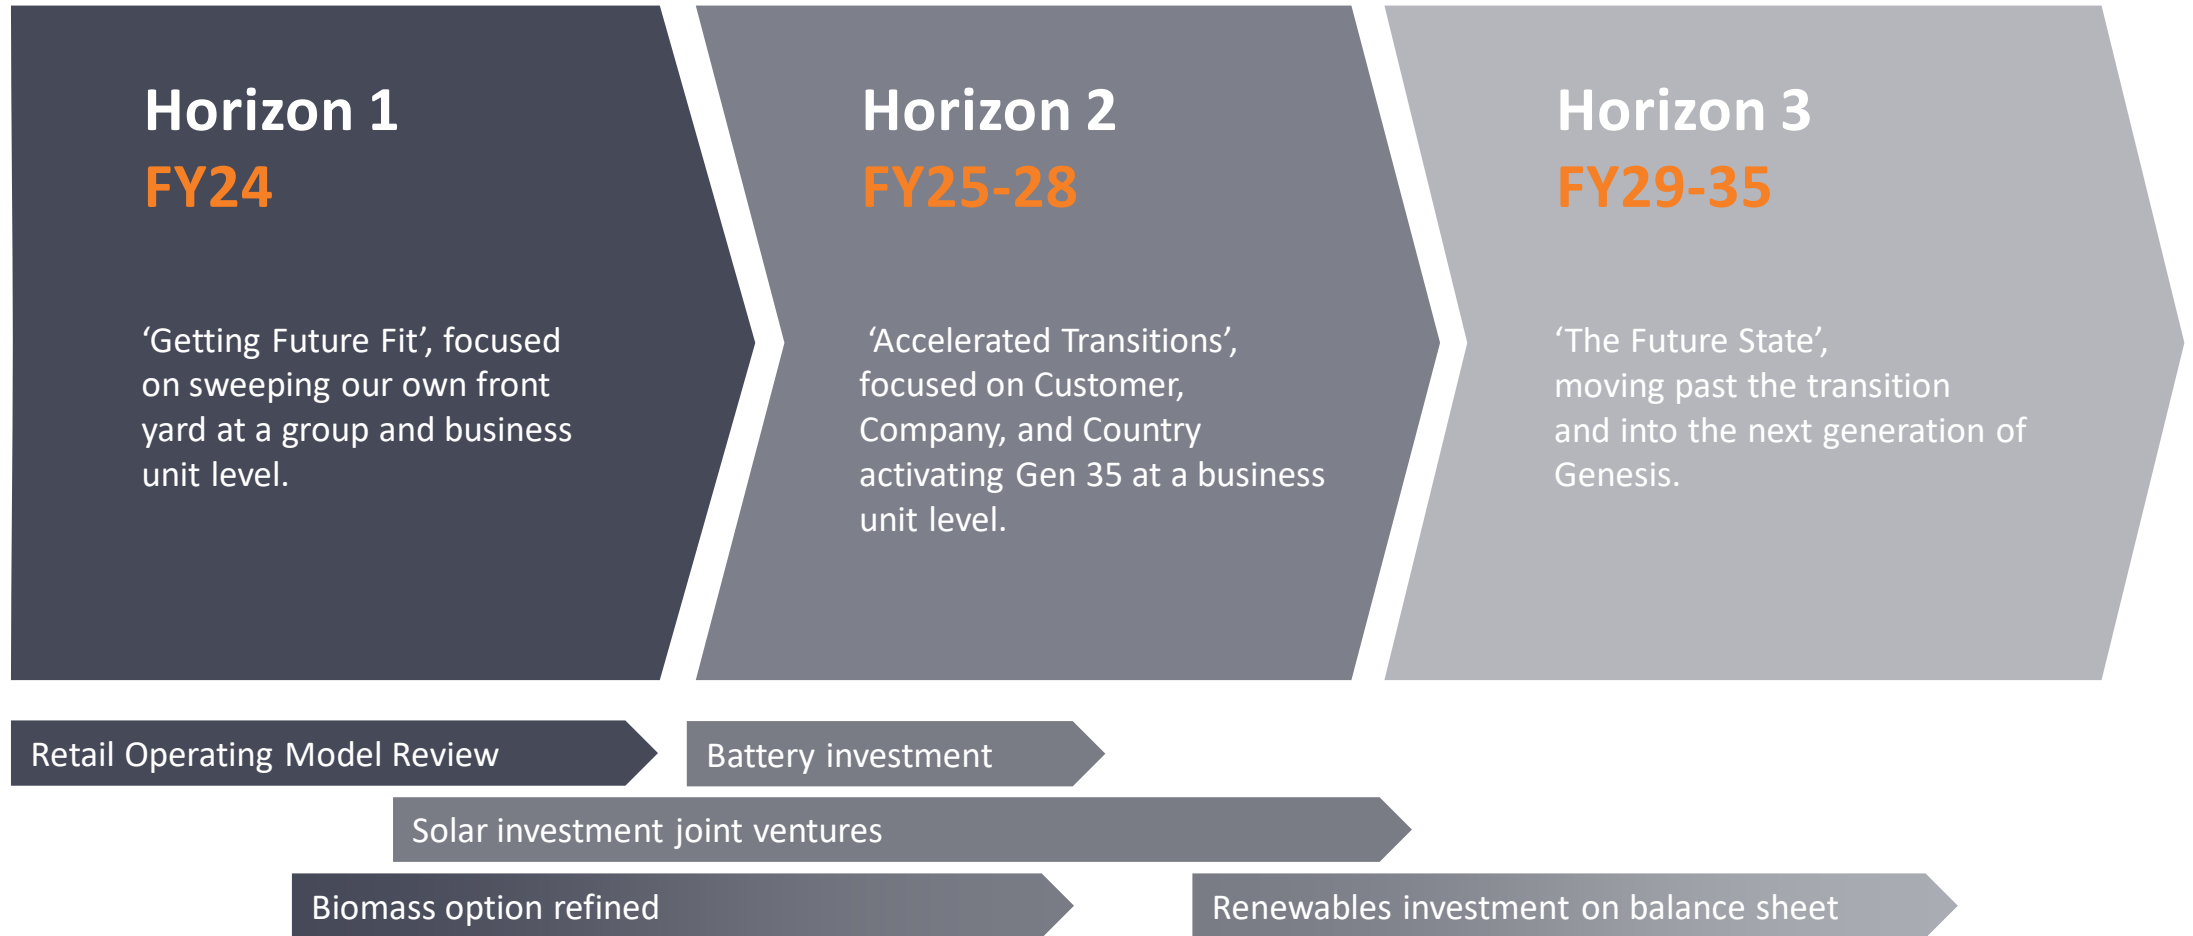 Horizon 1
FY24
‘Getting Future Fit’, focused
on sweeping our own front
yard at a group and business
unit level.
Horizon 2
FY25-28
‘Accelerated Transitions’,
focused on Customer,
Company, and Country
activating Gen 35 at a business
unit level.
Horizon 3
FY29-35
‘The Future State’,
moving past the transition
and into the next generation of
Genesis.
Retail Operating Model Review
Battery investment
Solar investment joint ventures
Biomass option refined
Renewables investment on balance sheet